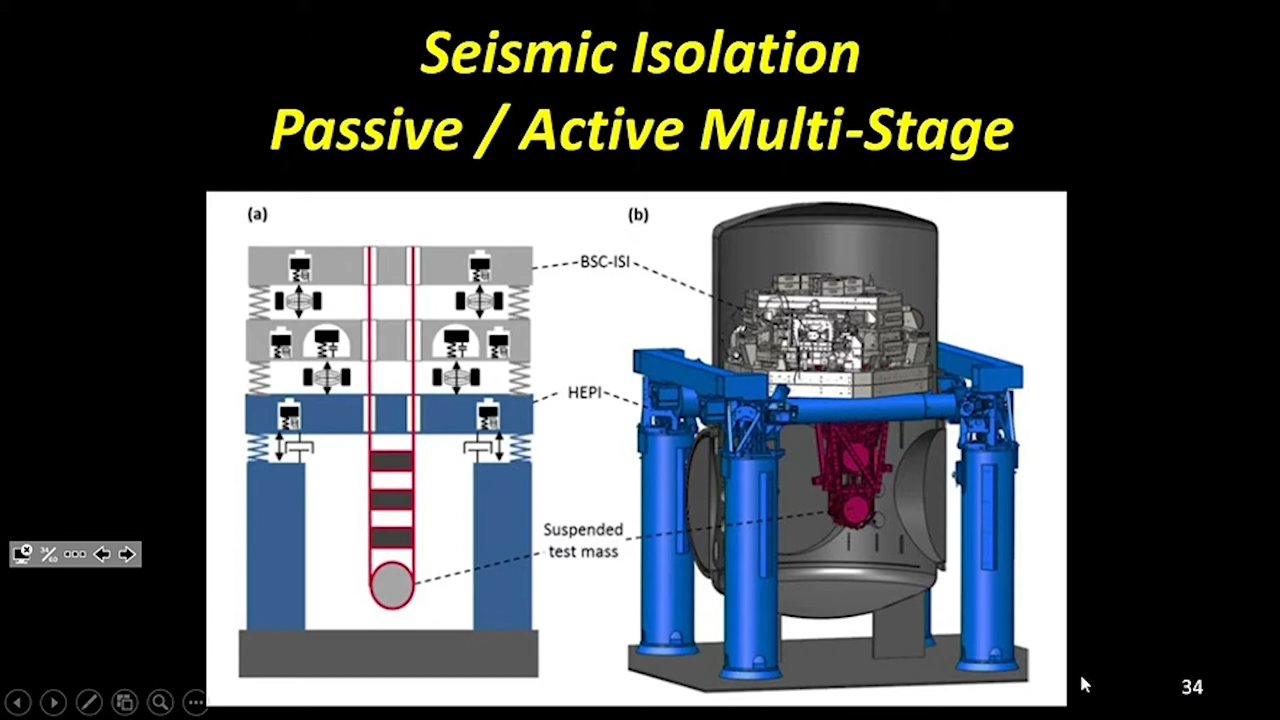 Seismic Isolation
Passive / Active Multi-Stage
(a)
(b)
BSC-ISI
HEPI
Suspended
test mass
34